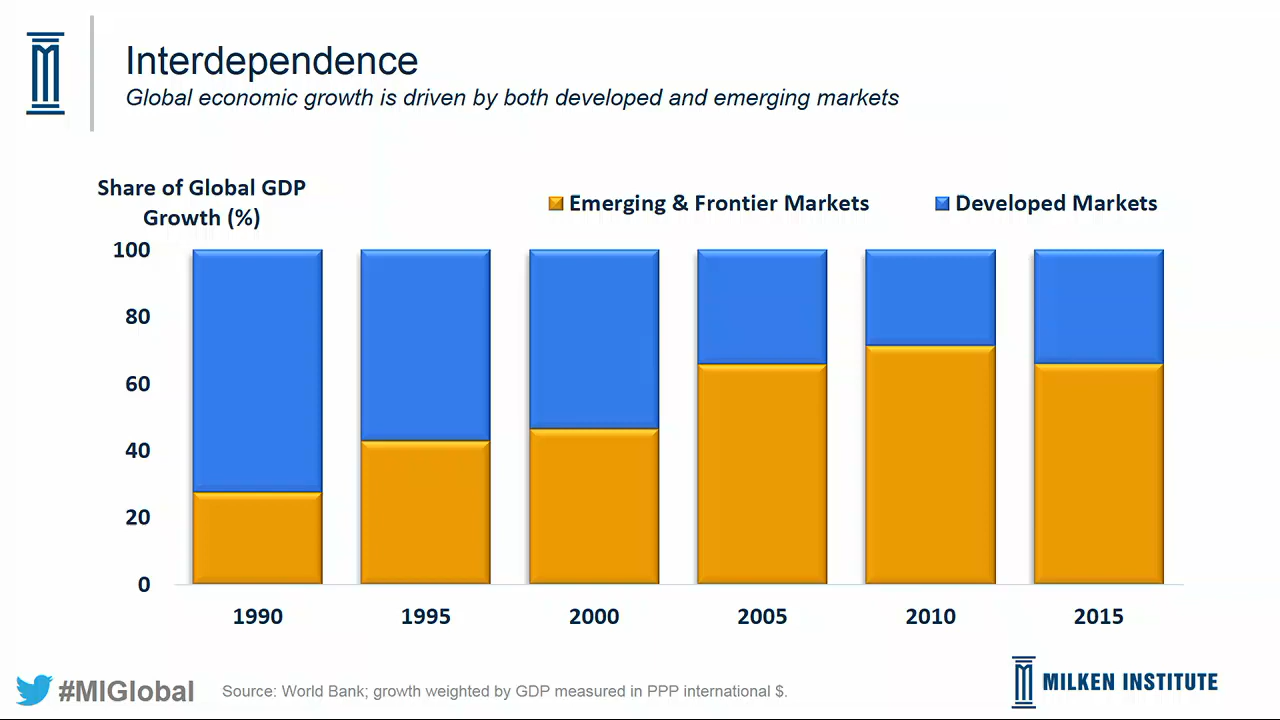 Interdependence
Global economic growth is driven by both developed and emerging markets
Share of Global GDP
Growth (%)
Emerging & Frontier Markets
Developed Markets
100
80
60
40
20
0
1990
1995
2000
2005
2010
2015
#MIGlobal
Source: World Bank; growth weighted by GDP measured in PPP international $.
MILKEN INSTITUTE